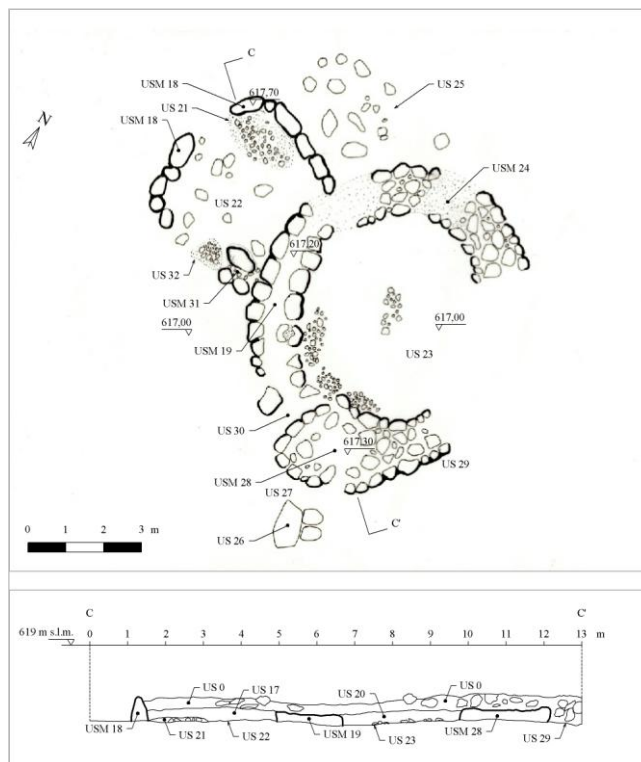 C
USM 18
617,70
US 21
US 25
USM 18
N
USM 24
US 22
617,20
US 32
USM 31
617,00
617,00
USM 19
US 23
US 30
617,30
US 29
USM 28
US 27
US 26
C'
0 1 2 3 m
C C'
619 m s.l.m. 0 1 2 3 4 5 6 7 8 9 10 11 12 13 m
US 0 US 17 US 20 US 0
USM 18 US 21 US 22 USM 19 US 23 USM 28 US 29